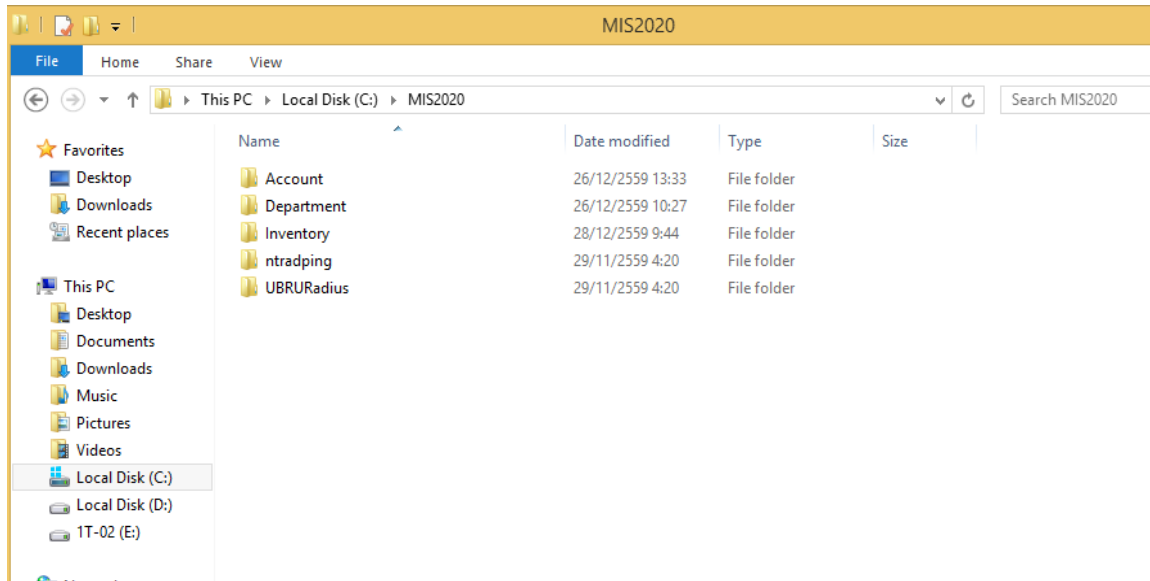 MIS2020
File Home Share View
This PC Local Disk (C:) MIS2020 Search MIS2020
Name Date modified Type Size
Favorites
Desktop
Downloads
Recent places
This PC
Desktop
Documents
Downloads
Music
Pictures
Videos
Local Disk (C:)
Local Disk (D:)
1T-02 (E:)
Account 26/12/2559 13:33 File folder
Department 26/12/2559 10:27 File folder
Inventory 28/12/2559 9:44 File folder
ntradping 29/11/2559 4:20 File folder
UBRURadius 29/11/2559 4:20 File folder